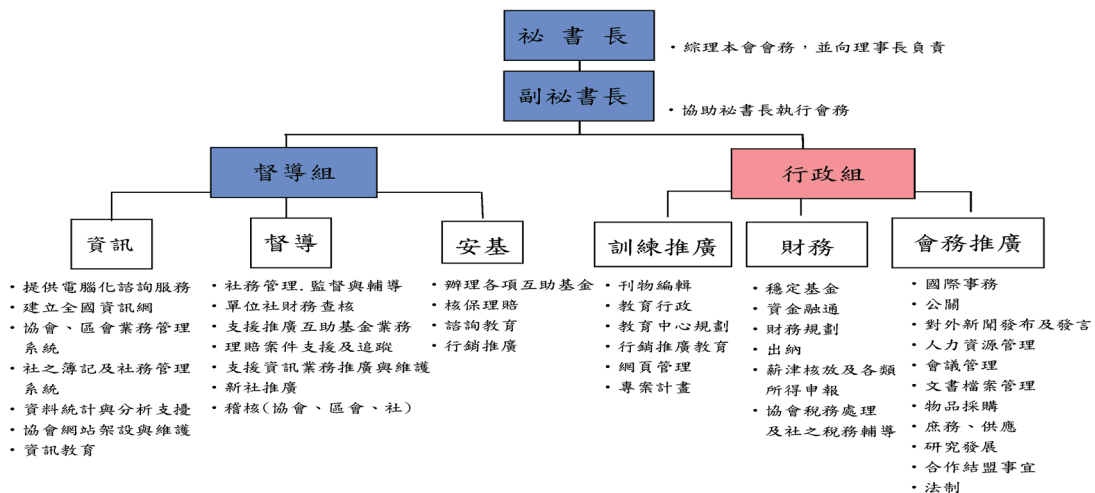 祕 書 長
・綜理本會會務，並向理事長負責
副祕書長
・協助祕書長執行會務
督導組
行政組
資訊
・提供電腦化諮詢服務
・建立全國資訊網
・協會、區會業務管理
系統
・社之簿記及社務管理
系統
・資料統計與分析支擾
・協會網站架設與維護
・資訊教育
督導
・社務管理.監督與輔導
・單位社財務查核
・支援推廣互助基金業務
・理賠案件支援及追蹤
・支援資訊業務推廣與維護
・新社推廣
・稽核(協會、區會、社)
安基
・辦理各項互助基金
・核保理賠
・諮詢教育
・行銷推廣
訓練推廣
・刊物編輯
・教育行政
・教育中心規劃
・行銷推廣教育
・網頁管理
・專案計畫
財務
・穩定基金
・資金融通
・財務規劃
・出納
・薪津核放及各類
所得申報
・協會稅務處理
及社之稅務輔導
會務推廣
・國際事務
・公關
・對外新聞發布及發言
・人力資源管理
・會議管理
・文書檔案管理
・物品採購
・庶務、供應
・研究發展
・合作結盟事宜
・法制